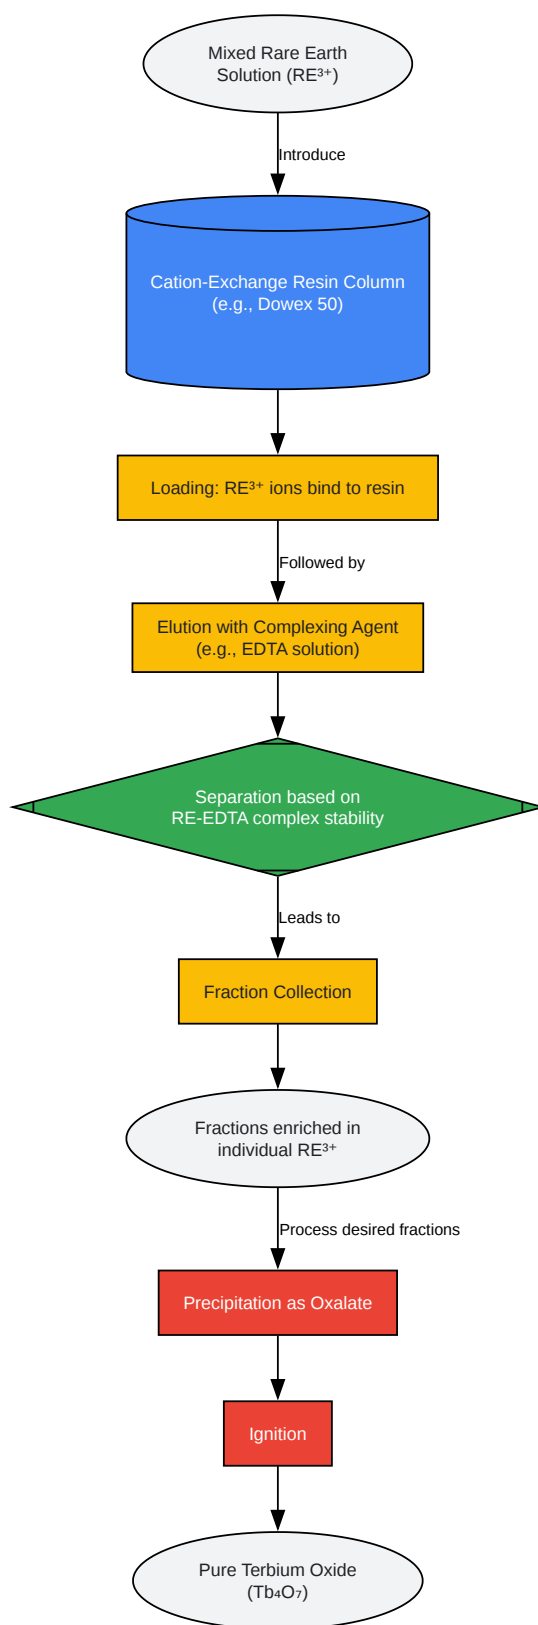 Mixed Rare Earth
Solution (RE³⁺)
Introduce
Cation-Exchange Resin Column
(e.g., Dowex 50)
Loading: RE³⁺ ions bind to resin
Followed by
Elution with Complexing Agent
(e.g., EDTA solution)
Separation based on
RE-EDTA complex stability
Leads to
Fraction Collection
Fractions enriched in
individual RE³⁺
Process desired fractions
Precipitation as Oxalate
Ignition
Pure Terbium Oxide
(Tb₄O₇)